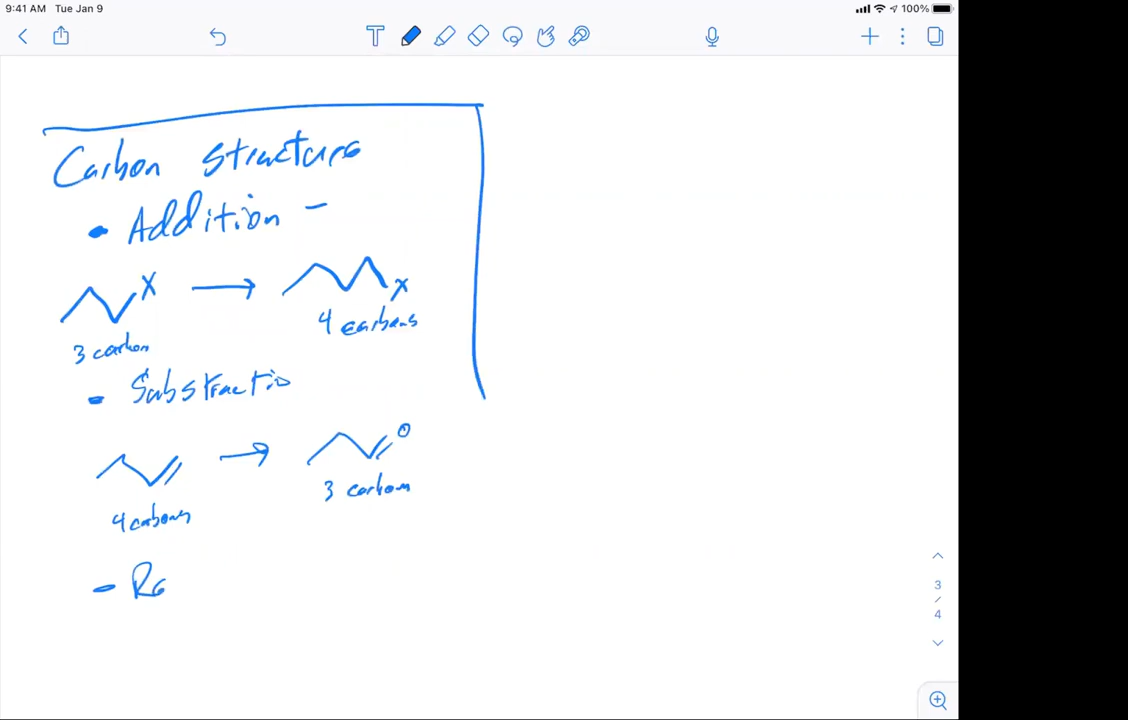 9:41 AM Tue Jan 9
100%
Carbon Structure
• Addition -
X
X
3 carbon
4 carbons
• Substractio
O
4 carbons
3 carbons
- Re
3
/
4